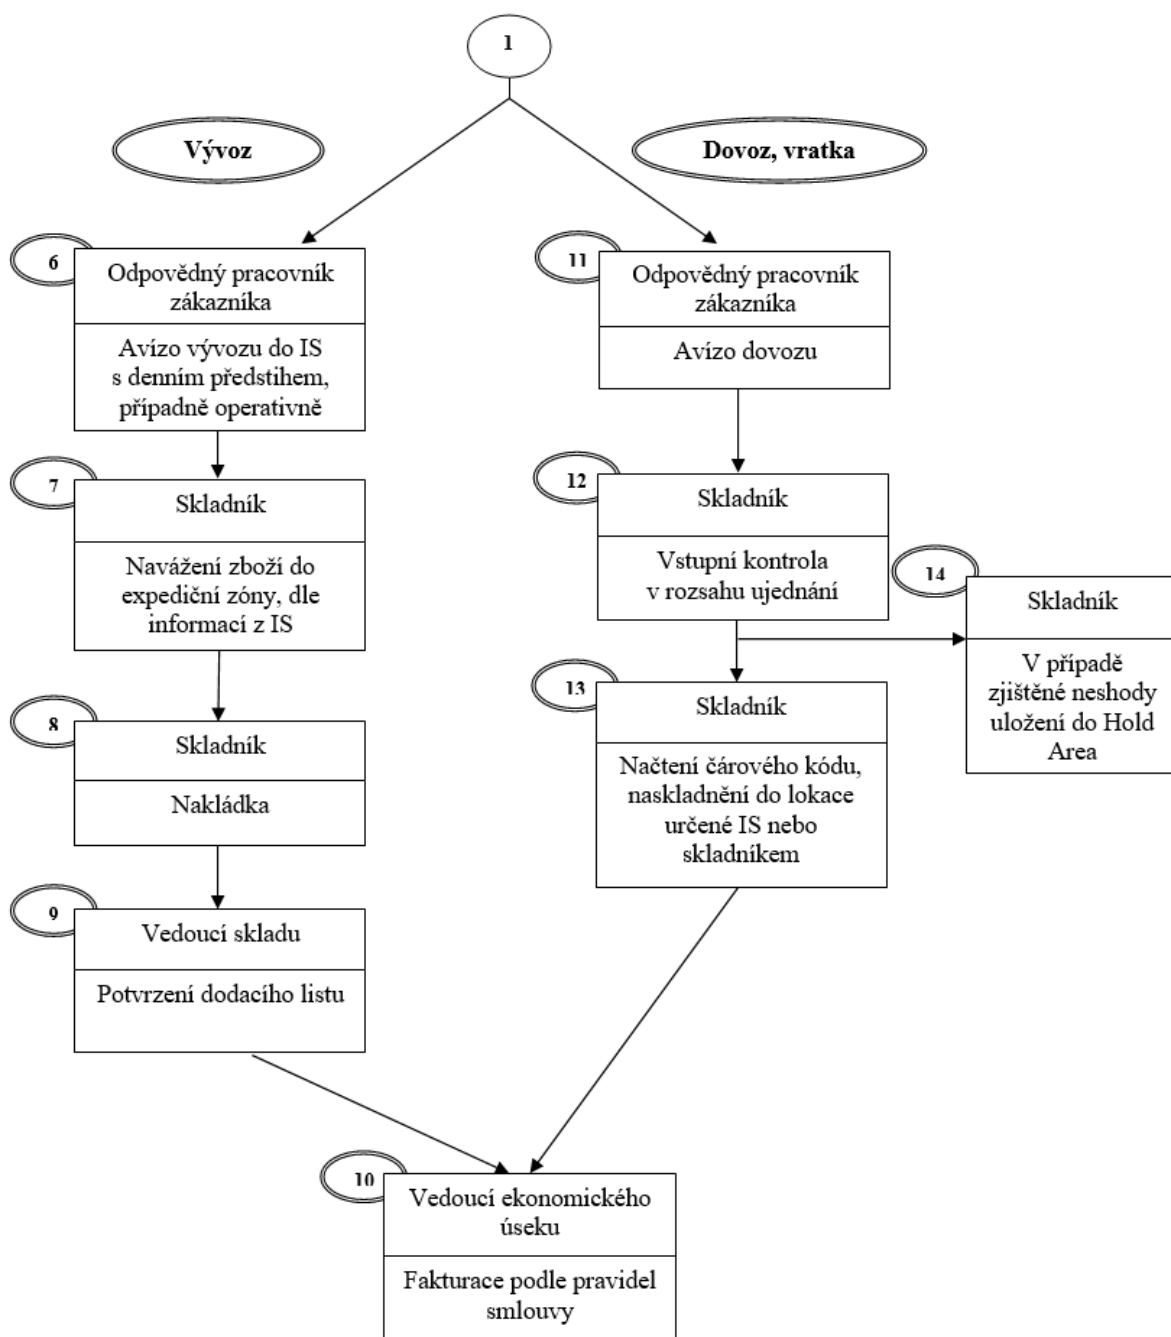 1
Vývoz
Dovoz, vratka
6
Odpovědný pracovník
zákazníka
Avízo vývozu do IS
s denním předstihem,
případně operativně
7
Skladník
Navážení zboží do
expediční zóny, dle
informací z IS
8
Skladník
Nakládka
9
Vedoucí skladu
Potvrzení dodacího listu
11
Odpovědný pracovník
zákazníka
Avízo dovozu
12
Skladník
Vstupní kontrola
v rozsahu ujednání
14
Skladník
V případě
zjištěné neshody
uložení do Hold
Area
13
Skladník
Načtení čárového kódu,
naskladnění do lokace
určené IS nebo
skladníkem
10
Vedoucí ekonomického
úseku
Fakturace podle pravidel
smlouvy